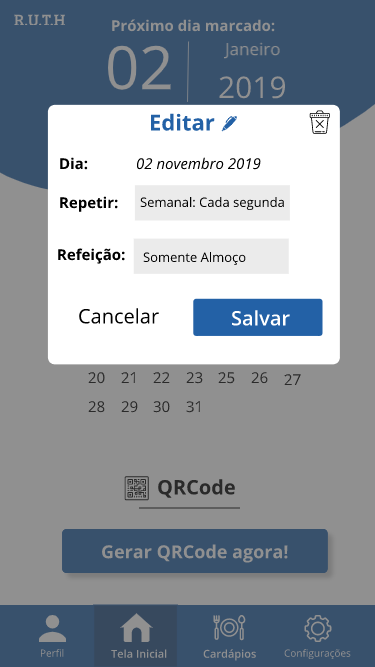 R.U.T.H
Próximo dia marcado:
02
Janeiro
2019
Editar
Dia: 02 novembro 2019
Repetir: Semanal: Cada segunda
Refeição: Somente Almoço
Cancelar Salvar
20 21 22 23 25 26 27
28 29 30 31
QRCode
Gerar QRCode agora!
Perfil Tela Inicial Cardápios Configurações